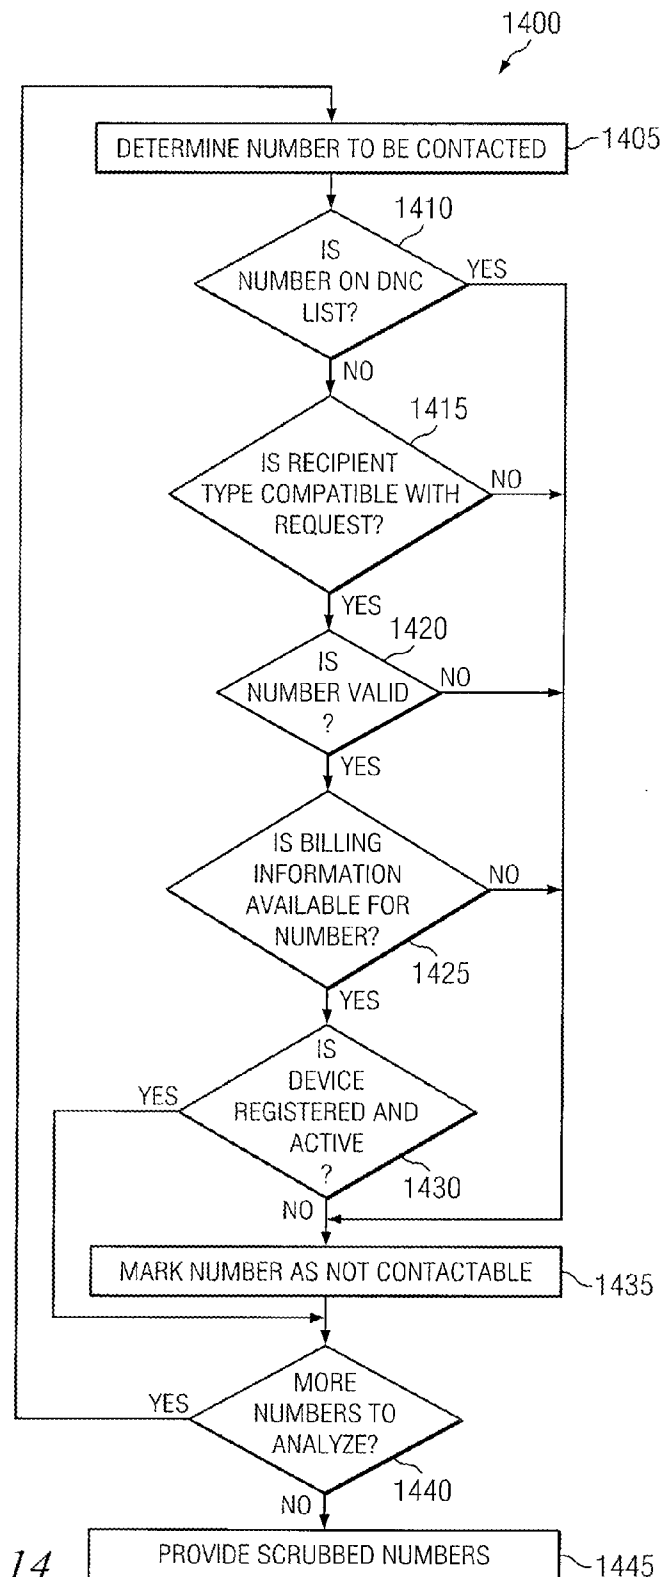 1400
DETERMINE NUMBER TO BE CONTACTED
1405
1410
IS
NUMBER ON DNC
LIST?
YES
NO
1415
IS RECIPIENT
TYPE COMPATIBLE WITH
REQUEST?
NO
YES
1420
IS
NUMBER VALID
?
NO
YES
IS BILLING
INFORMATION
AVAILABLE FOR
NUMBER?
NO
1425
YES
IS
DEVICE
REGISTERED AND
ACTIVE
?
YES
1430
NO
MARK NUMBER AS NOT CONTACTABLE
1435
MORE
NUMBERS TO
ANALYZE?
YES
1440
NO
14
PROVIDE SCRUBBED NUMBERS
1445